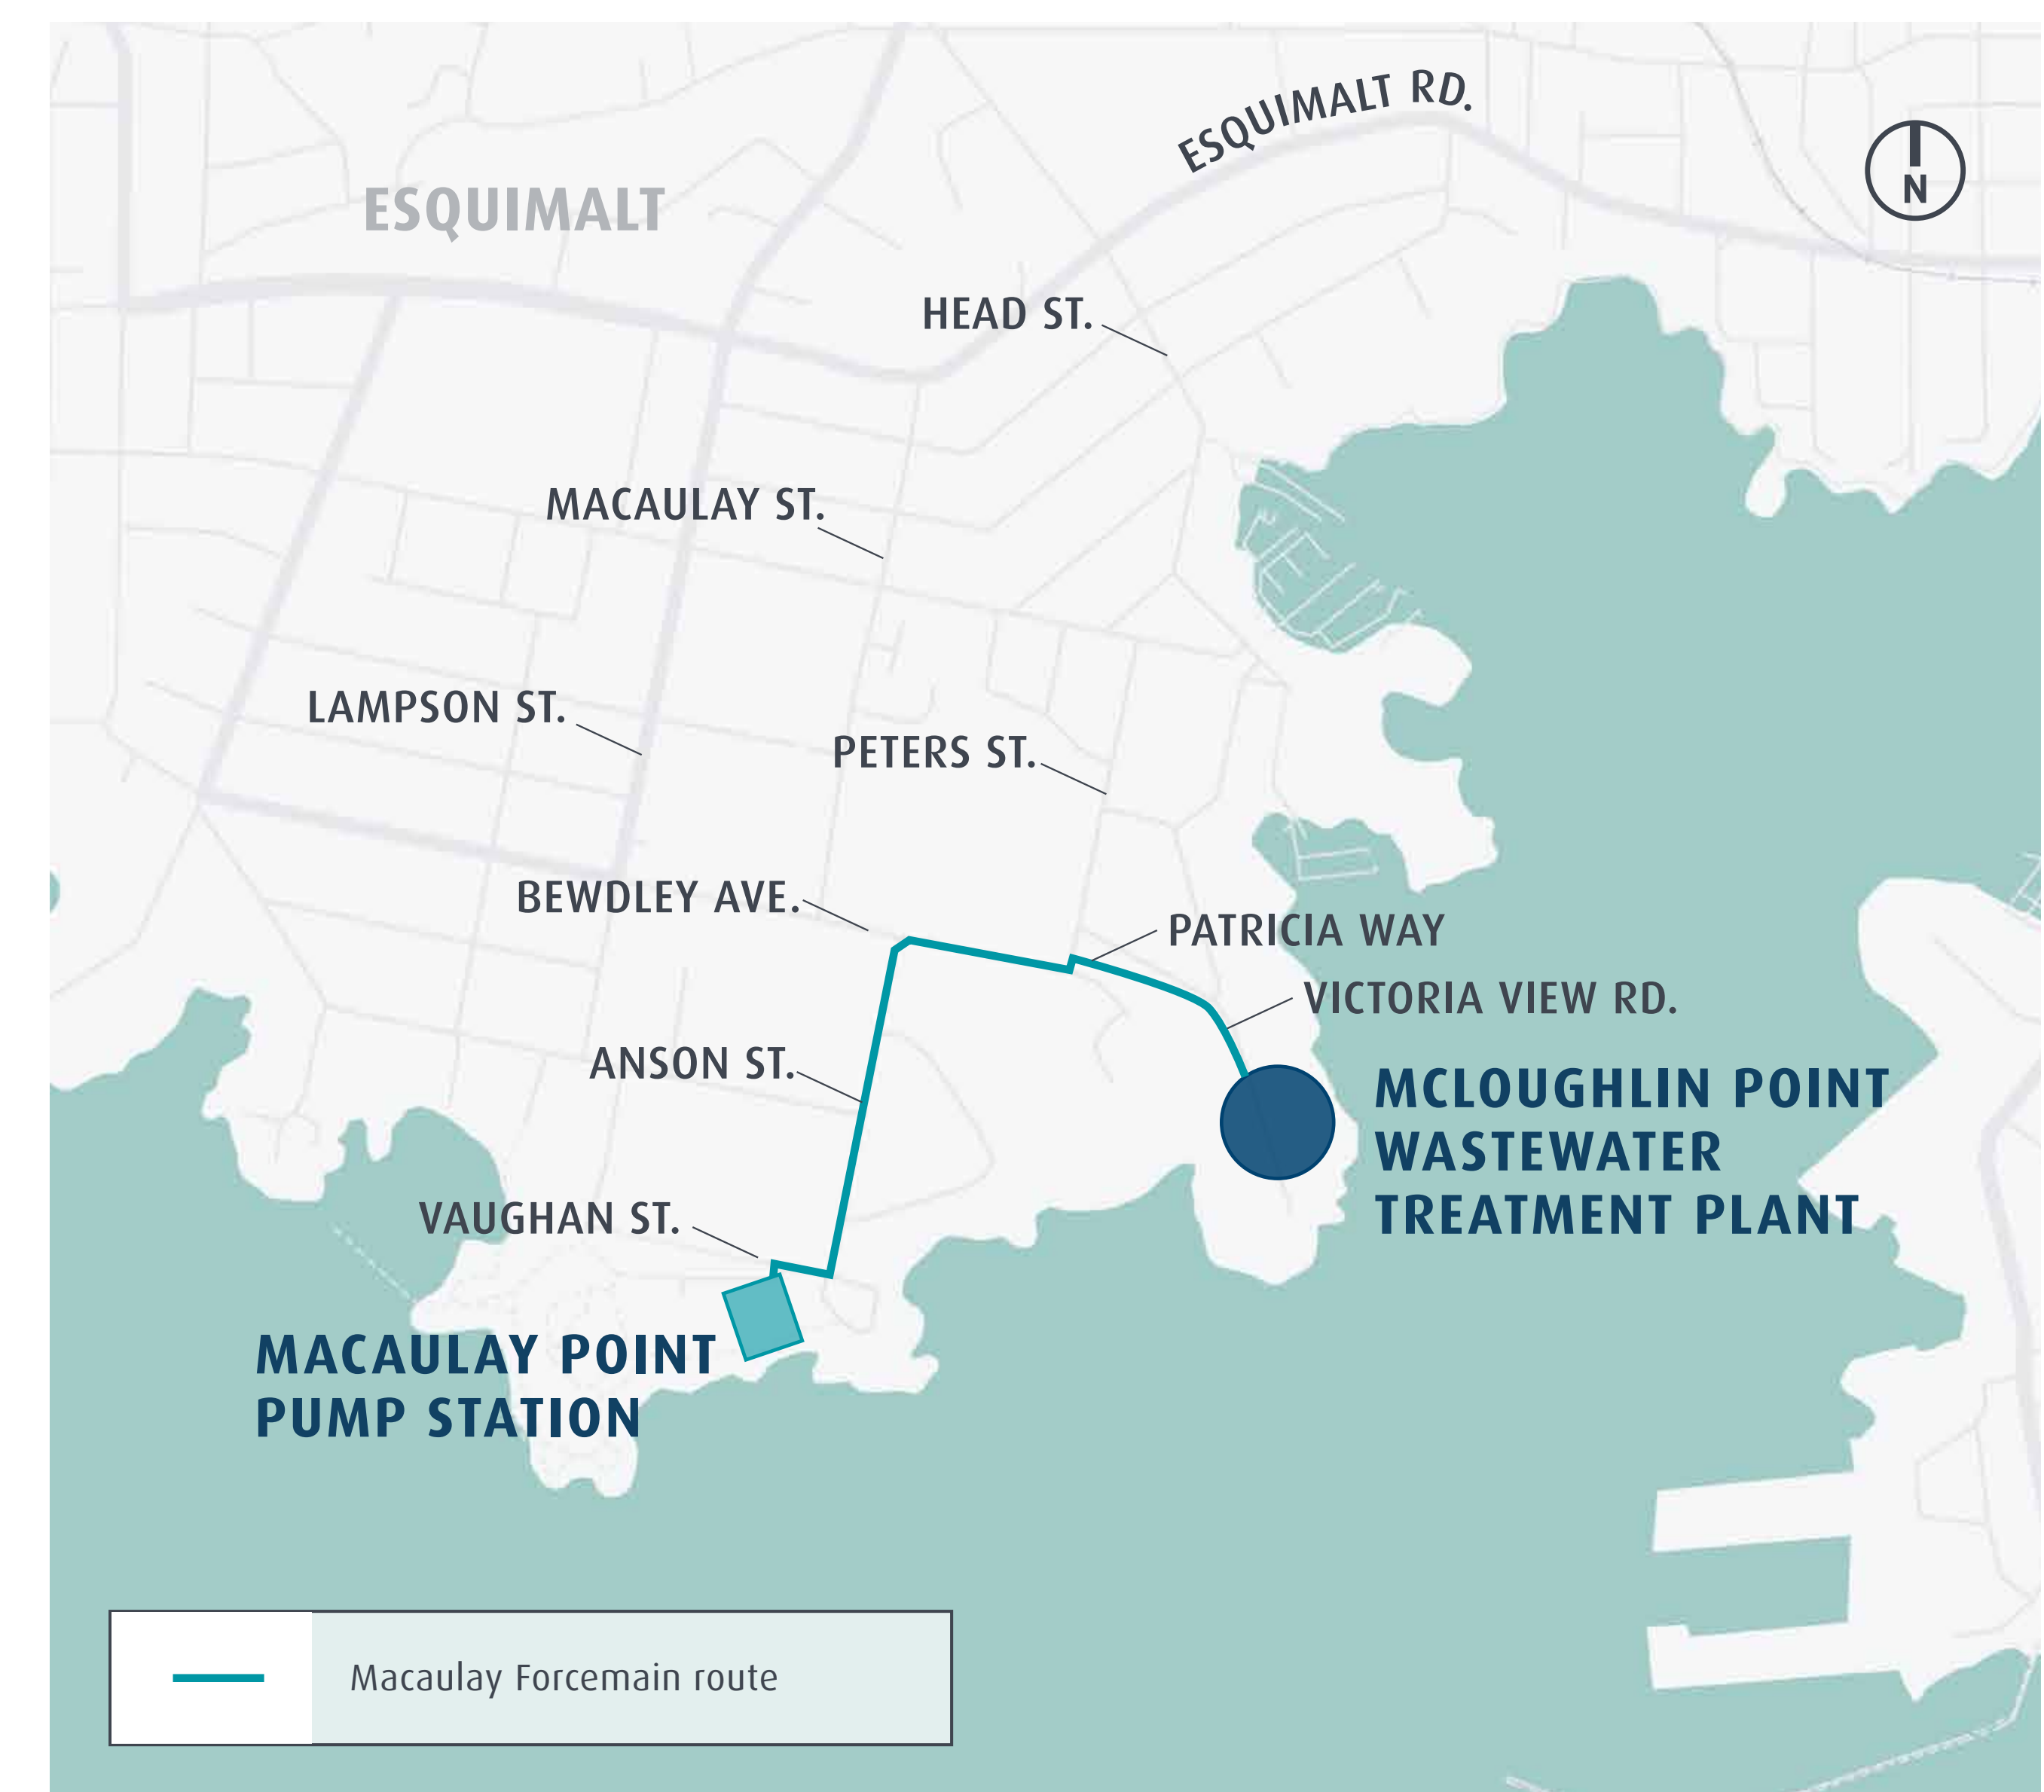 ESQUIMALT RD.
N
ESQUIMALT
HEAD ST.
MACAULAY ST.
LAMPSON ST.
PETERS ST.
BEWDLEY AVE.
PATRICIA WAY
VICTORIA VIEW RD.
ANSON ST.
MCLOUGHLIN POINT
WASTEWATER
TREATMENT PLANT
VAUGHAN ST.
MACAULAY POINT
PUMP STATION
Macaulay Forcemain route